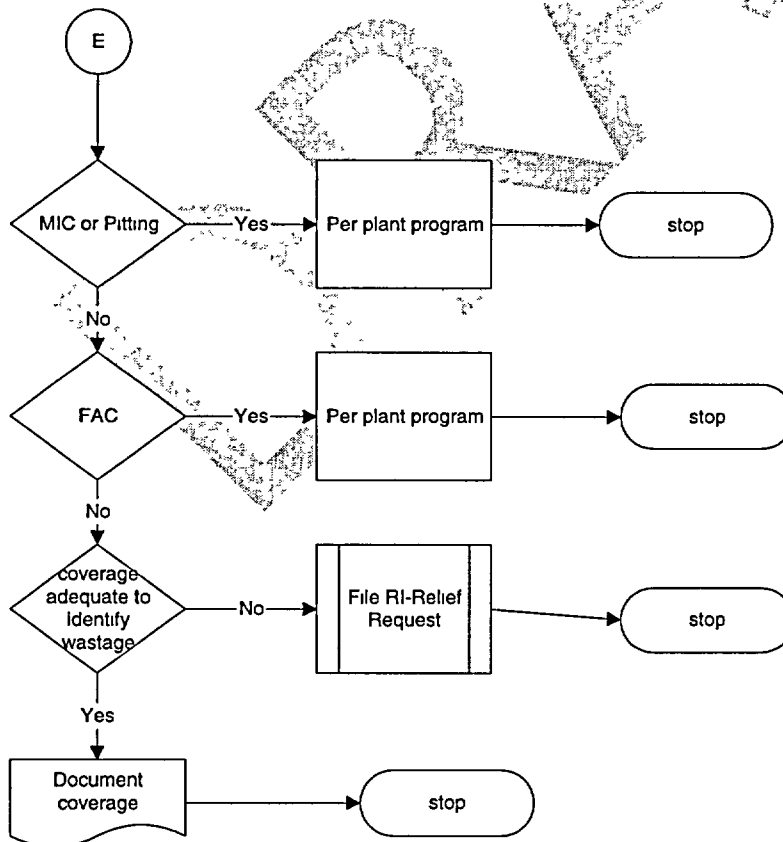 E
MIC or Pitting
Yes
Per plant program
stop
No
FAC
Yes
Per plant program
stop
No
coverage
adequate to
identify
wastage
No
File RI-Relief
Request
stop
Yes
Document
coverage
stop